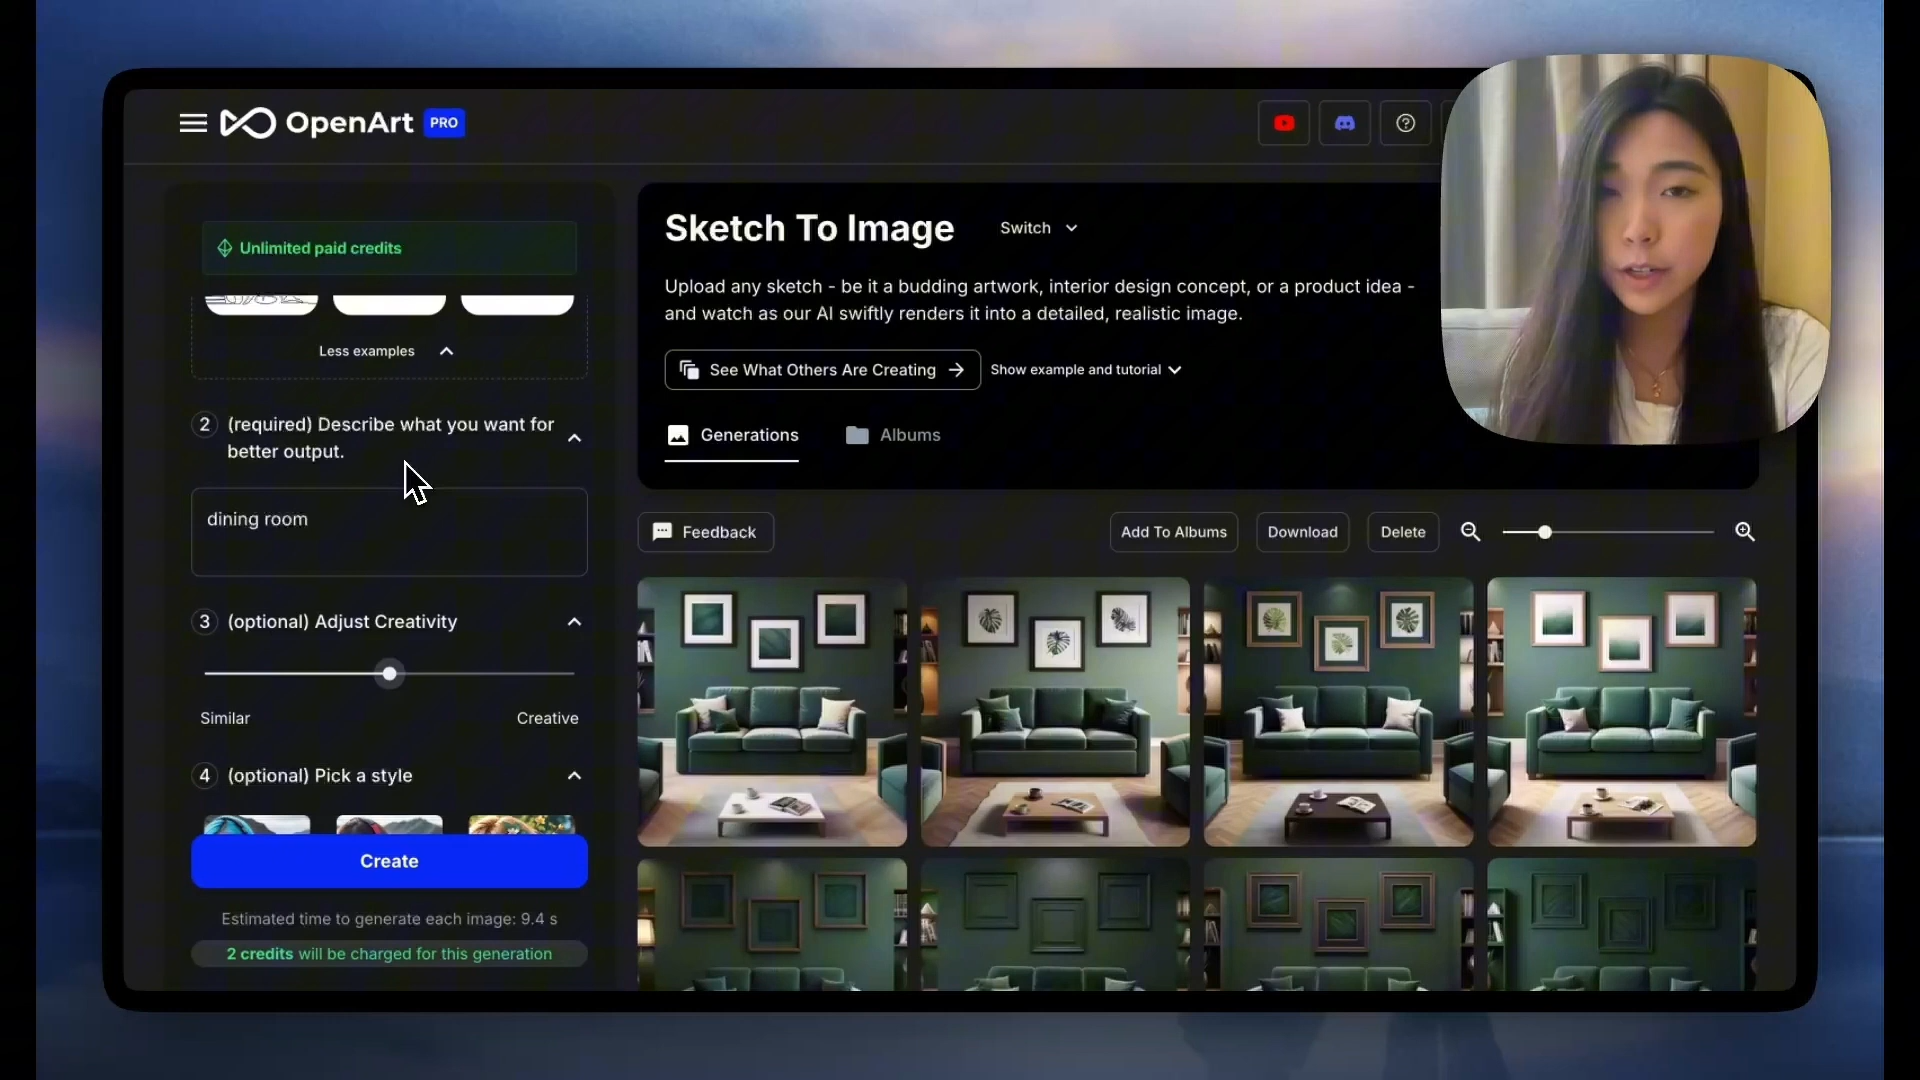 OpenArt PRO
Unlimited paid credits
Less examples
2 (required) Describe what you want for
better output.
dining room
3 (optional) Adjust Creativity
Similar Creative
4 (optional) Pick a style
Create
Estimated time to generate each image: 9.4 s
2 credits will be charged for this generation
Sketch To Image Switch
Upload any sketch - be it a budding artwork, interior design concept, or a product idea -
and watch as our AI swiftly renders it into a detailed, realistic image.
See What Others Are Creating Show example and tutorial
Generations Albums
Feedback Add To Albums Download Delete